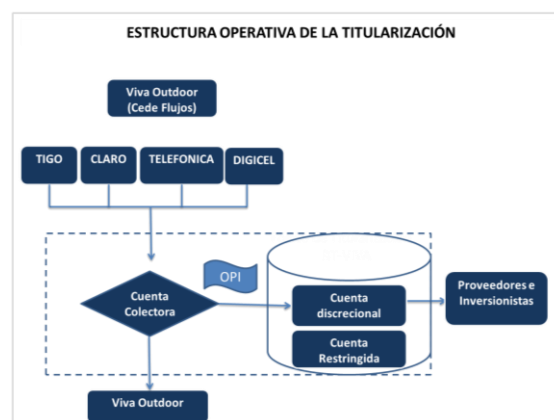 ESTRUCTURA OPERATIVA DE LA TITULARIZACIÓN
Viva Outdoor
(Cede Flujos)
TIGO
CLARO
TELEFONICA
DIGICEL
OPI
Cuenta
Colectora
Cuenta
discrecional
Proveedores e
Inversionistas
Cuenta
Restringida
Viva Outdoor